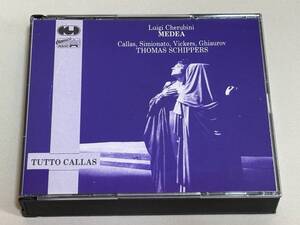 Luigi Cherubini
MEDEA
Callas, Simionato, Vickers, Ghiaurov
THOMAS SCHIPPERS
TUTTO CALLAS